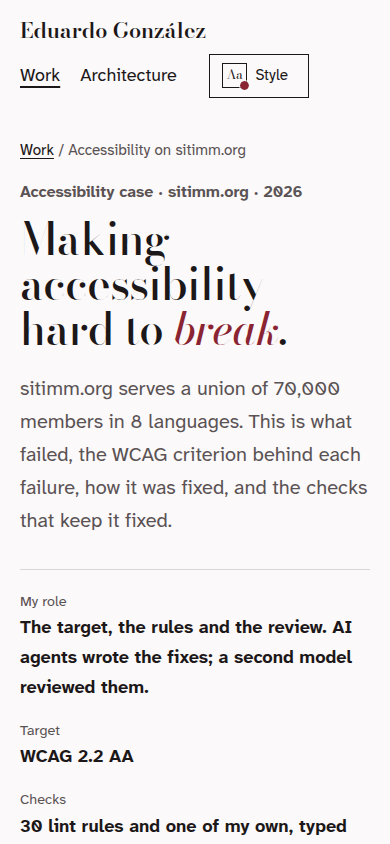 Eduardo González
Work Architecture
Aa Style
Work / Accessibility on sitimm.org
Accessibility case · sitimm.org · 2026
Making
accessibility
hard to break.
sitimm.org serves a union of 70,000
members in 8 languages. This is what
failed, the WCAG criterion behind each
failure, how it was fixed, and the checks
that keep it fixed.
My role
The target, the rules and the review. AI
agents wrote the fixes; a second model
reviewed them.
Target
WCAG 2.2 AA
Checks
30 lint rules and one of my own, typed